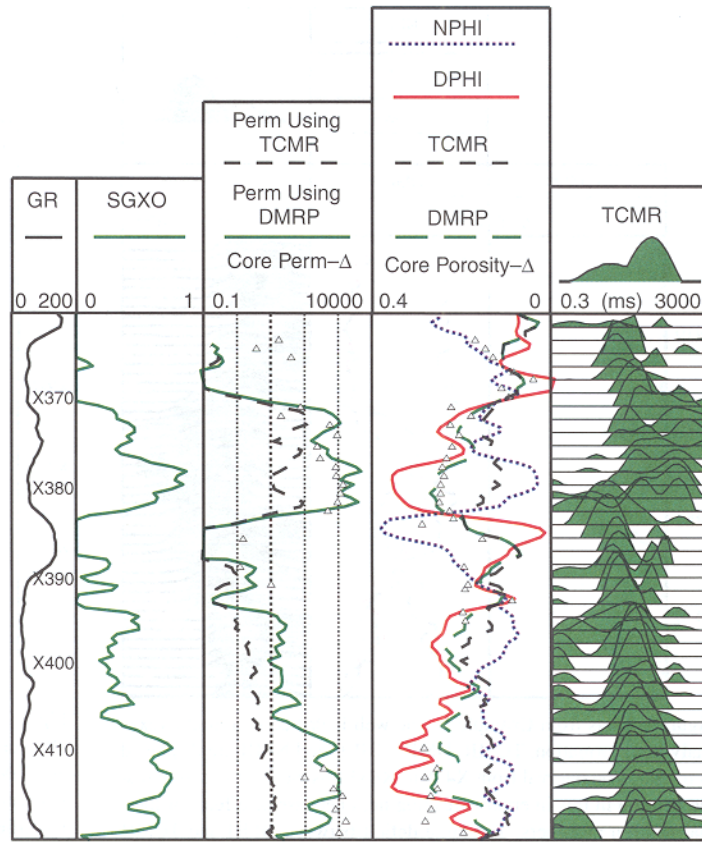 NPHI
DPHI
Perm Using
TCMR
TCMR
Perm Using
DMRP
DMRP
GR
SGXO
Core Perm–Δ
Core Porosity–Δ
TCMR
0 200
0 1
0.1 10000
0.4 0
0.3 (ms) 3000
X370
X380
X390
X400
X410